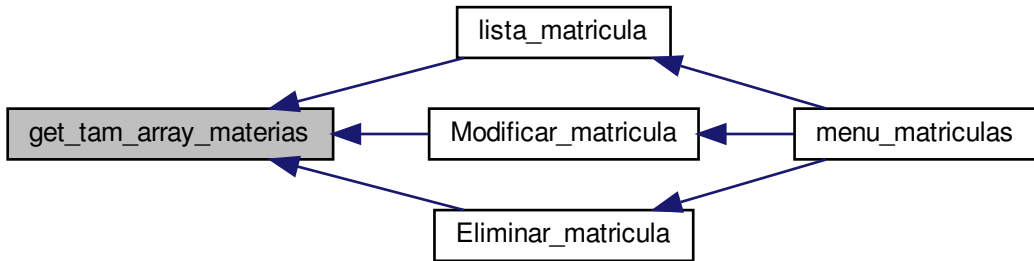 lista_matricula
get_tam_array_materias
Modificar_matricula
menu_matriculas
Eliminar_matricula